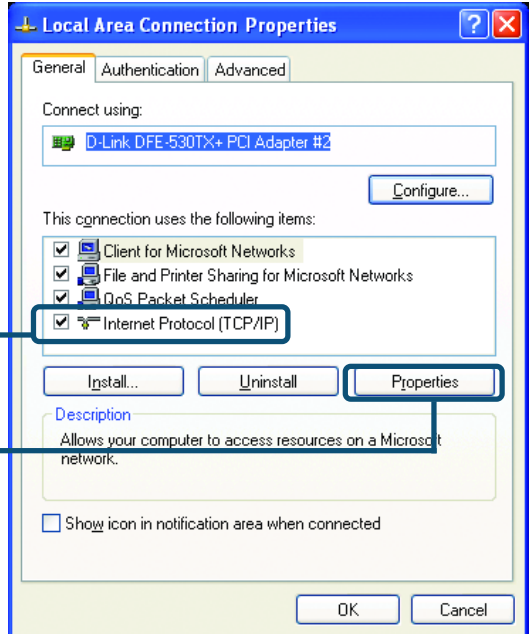 Local Area Connection Properties
General Authentication Advanced
Connect using:
D-Link DFE-530TX+ PCI Adapter #2
Configure...
This connection uses the following items:
Client for Microsoft Networks
File and Printer Sharing for Microsoft Networks
QoS Packet Scheduler
Internet Protocol (TCP/IP)
Install... Uninstall Properties
Description
Allows your computer to access resources on a Microsoft
network.
Show icon in notification area when connected
OK Cancel